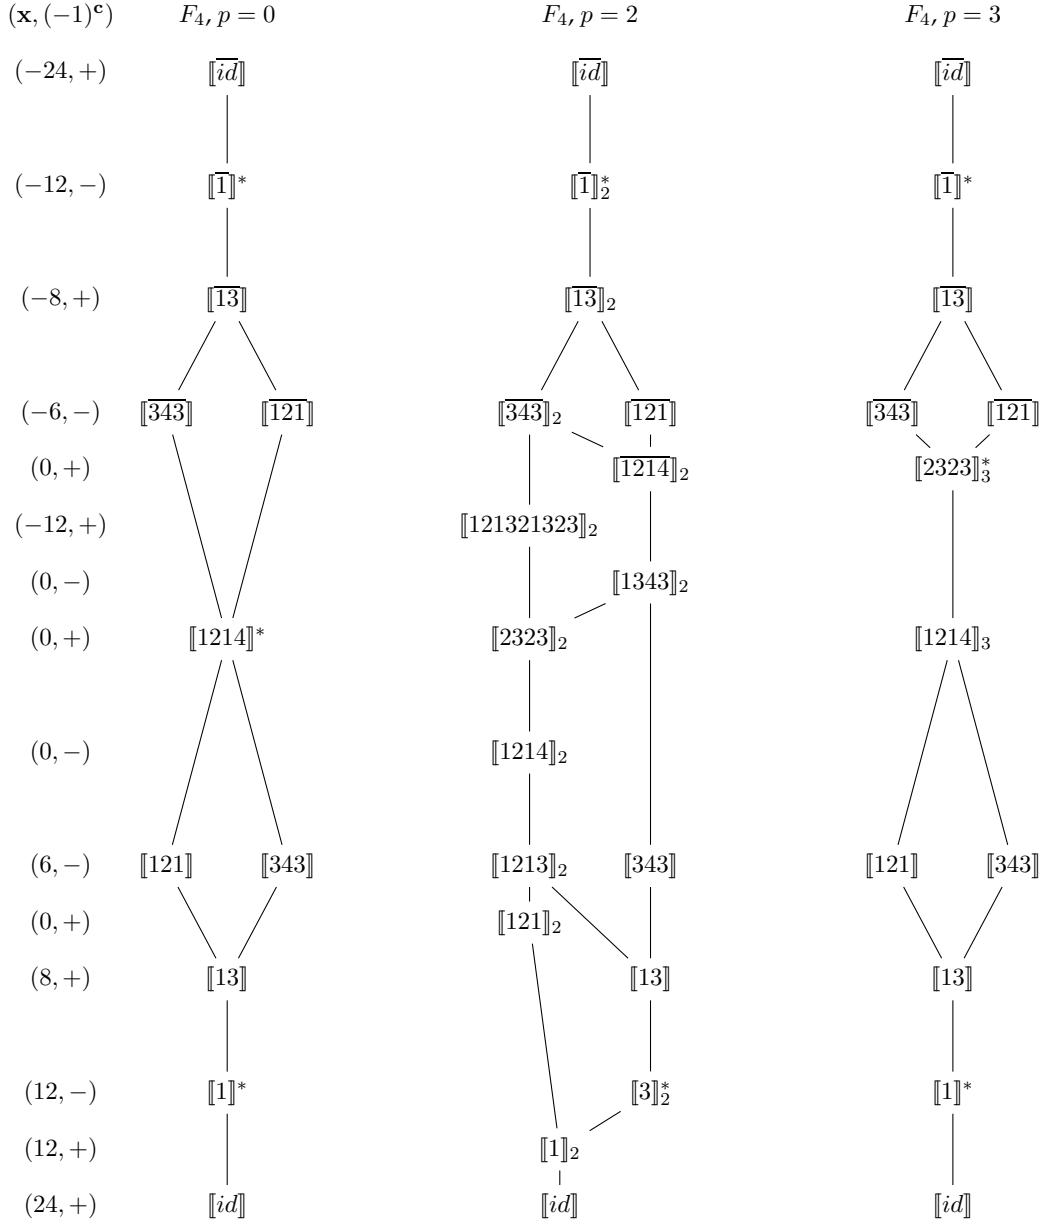 (x, (−1)ᶜ) F₄, p = 0 F₄, p = 2 F₄, p = 3
(−24, +) ⟦i̅d̅⟧ ⟦i̅d̅⟧ ⟦i̅d̅⟧
(−12, −) ⟦1̅⟧* ⟦1̅⟧₂* ⟦1̅⟧*
(−8, +) ⟦1̅3̅⟧ ⟦1̅3̅⟧₂ ⟦1̅3̅⟧
(−6, −) ⟦3̅4̅3̅⟧ ⟦1̅2̅1̅⟧ ⟦3̅4̅3̅⟧₂ ⟦1̅2̅1̅⟧ ⟦3̅4̅3̅⟧ ⟦1̅2̅1̅⟧
(0, +) ⟦1̅2̅1̅4̅⟧₂ ⟦2323⟧₃*
(−12, +) ⟦121321323⟧₂
(0, −) ⟦1343⟧₂
(0, +) ⟦1214⟧* ⟦2323⟧₂ ⟦1214⟧₃
(0, −) ⟦1214⟧₂
(6, −) ⟦121⟧ ⟦343⟧ ⟦1213⟧₂ ⟦343⟧ ⟦121⟧ ⟦343⟧
(0, +) ⟦121⟧₂
(8, +) ⟦13⟧ ⟦13⟧ ⟦13⟧
(12, −) ⟦1⟧* ⟦3⟧₂* ⟦1⟧*
(12, +) ⟦1⟧₂
(24, +) ⟦id⟧ ⟦id⟧ ⟦id⟧